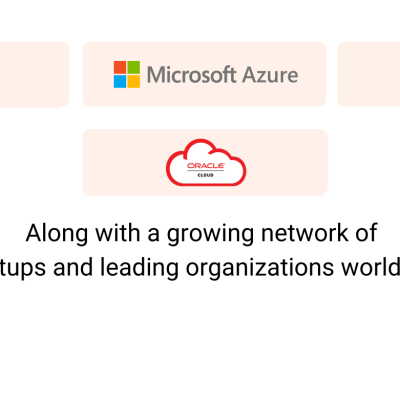 Microsoft Azure
ORACLE
CLOUD
Along with a growing network of
tups and leading organizations world